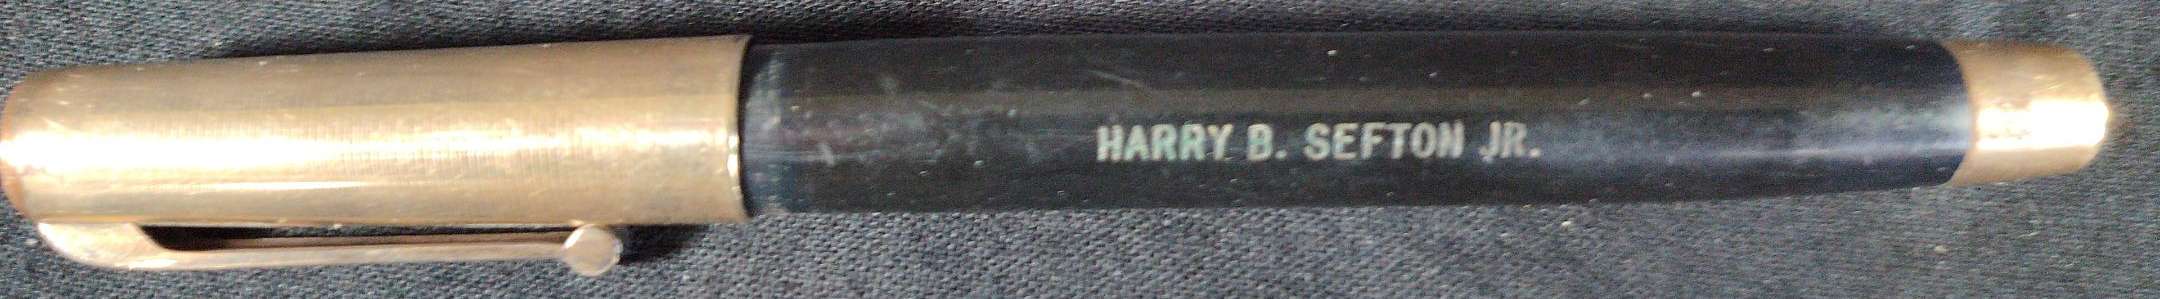 HARRY B. SEFTON JR.